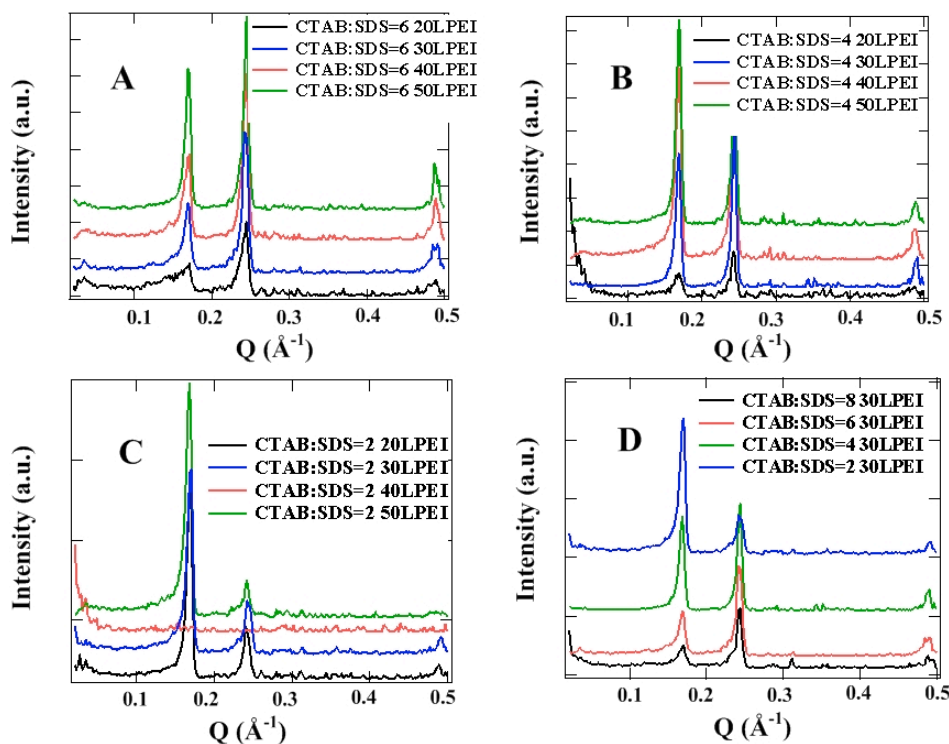 A
CTAB:SDS=6 20LPEI
CTAB:SDS=6 30LPEI
CTAB:SDS=6 40LPEI
CTAB:SDS=6 50LPEI
Intensity (a.u.)
0.1 0.2 0.3 0.4 0.5
Q (Å⁻¹)
B
CTAB:SDS=4 20LPEI
CTAB:SDS=4 30LPEI
CTAB:SDS=4 40LPEI
CTAB:SDS=4 50LPEI
Intensity (a.u.)
0.1 0.2 0.3 0.4 0.5
Q (Å⁻¹)
C
CTAB:SDS=2 20LPEI
CTAB:SDS=2 30LPEI
CTAB:SDS=2 40LPEI
CTAB:SDS=2 50LPEI
Intensity (a.u.)
0.1 0.2 0.3 0.4 0.5
Q (Å⁻¹)
D
CTAB:SDS=8 30LPEI
CTAB:SDS=6 30LPEI
CTAB:SDS=4 30LPEI
CTAB:SDS=2 30LPEI
Intensity (a.u.)
0.1 0.2 0.3 0.4 0.5
Q (Å⁻¹)